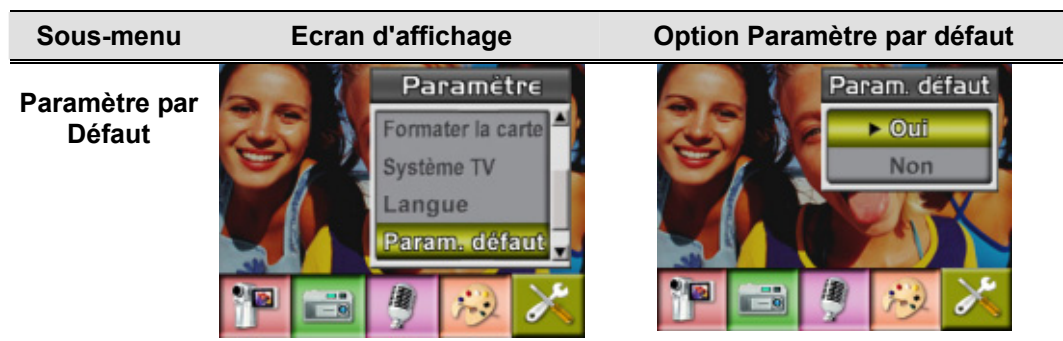 Sous-menu Ecran d'affichage Option Paramètre par défaut
Paramètre par
Défaut
Paramètre
Formater la carte
Système TV
Langue
Param. défaut
Param. défaut
Oui
Non